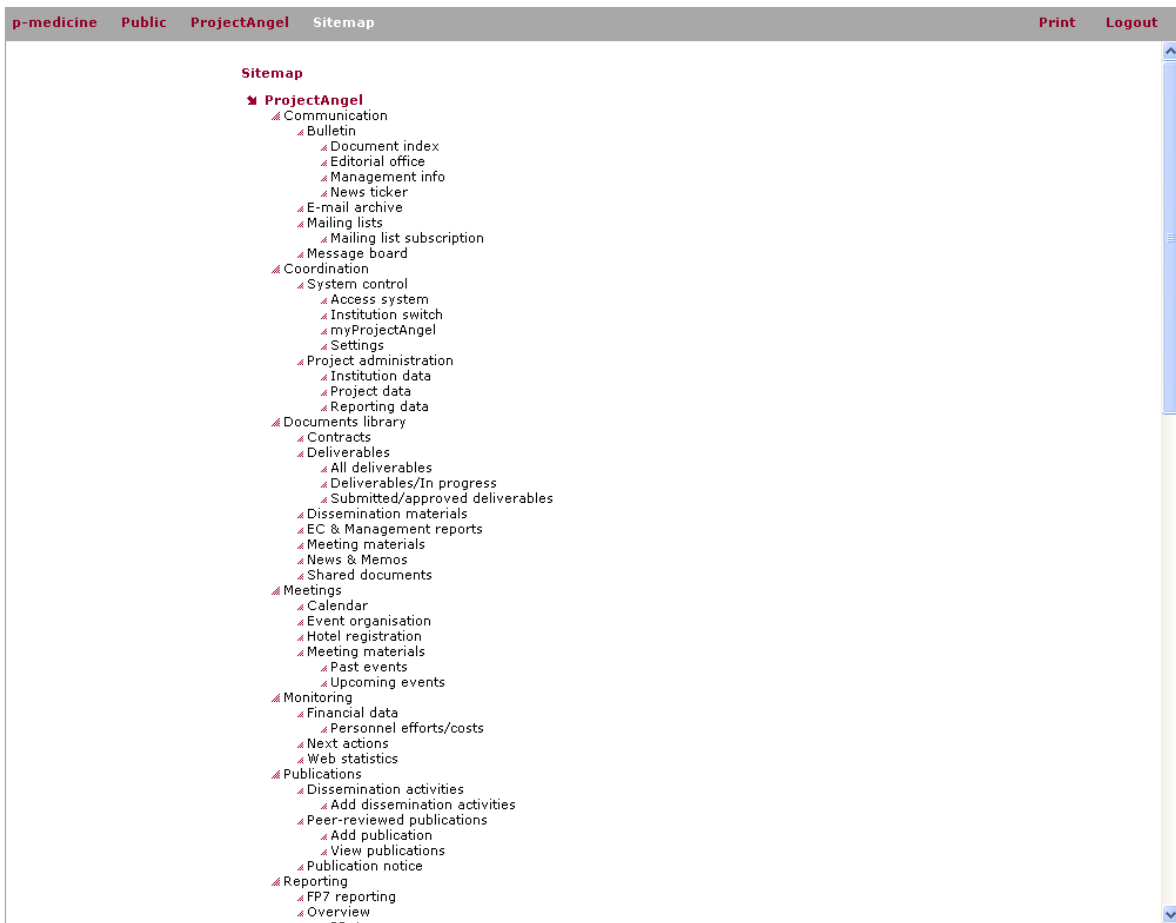 p-medicine Public ProjectAngel Sitemap Print Logout
Sitemap
ProjectAngel
Communication
Bulletin
Document index
Editorial office
Management info
News ticker
E-mail archive
Mailing lists
Mailing list subscription
Message board
Coordination
System control
Access system
Institution switch
myProjectAngel
Settings
Project administration
Institution data
Project data
Reporting data
Documents library
Contracts
Deliverables
All deliverables
Deliverables/In progress
Submitted/approved deliverables
Dissemination materials
EC & Management reports
Meeting materials
News & Memos
Shared documents
Meetings
Calendar
Event organisation
Hotel registration
Meeting materials
Past events
Upcoming events
Monitoring
Financial data
Personnel efforts/costs
Next actions
Web statistics
Publications
Dissemination activities
Add dissemination activities
Peer-reviewed publications
Add publication
View publications
Publication notice
Reporting
FP7 reporting
Overview